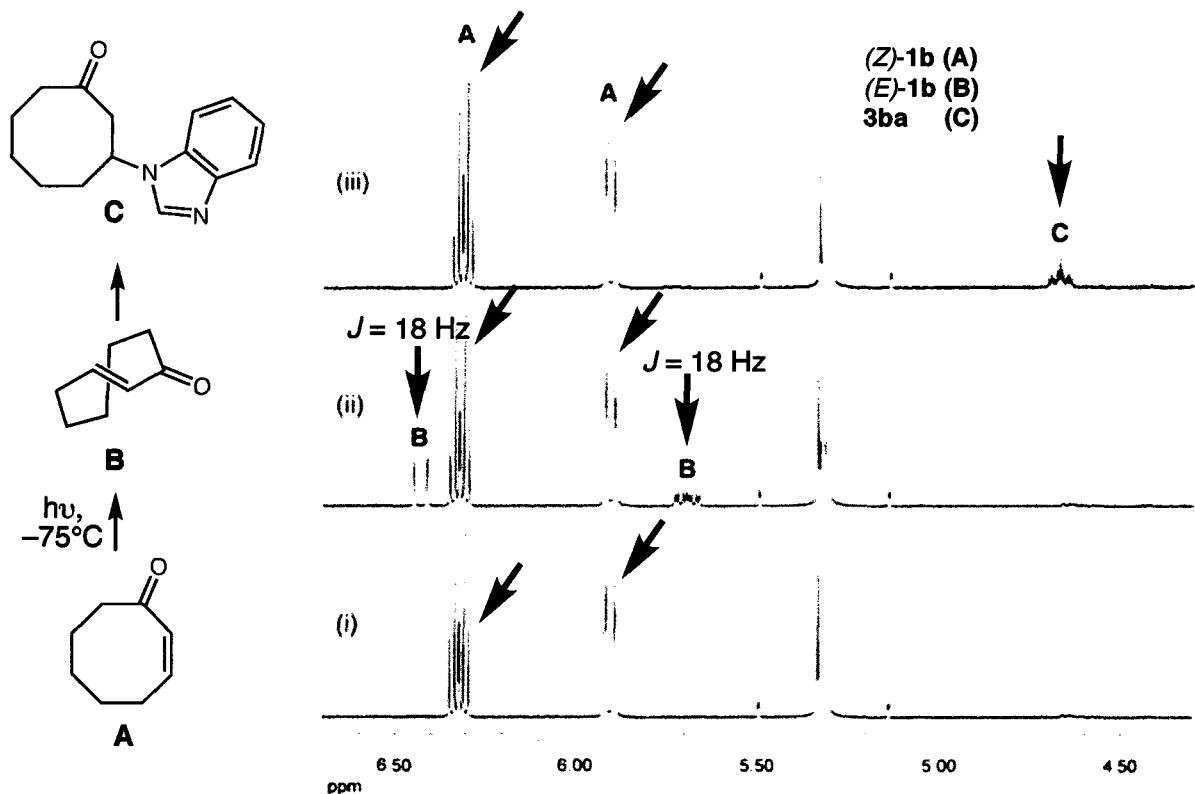 O
N
N
C
B
O
hυ,
–75°C
O
A
A
A
(Z)-1b (A)
(E)-1b (B)
3ba (C)
(iii)
C
J = 18 Hz
J = 18 Hz
(ii)
B
B
(i)
6 50
6 00
5 50
5 00
4 50
ppm